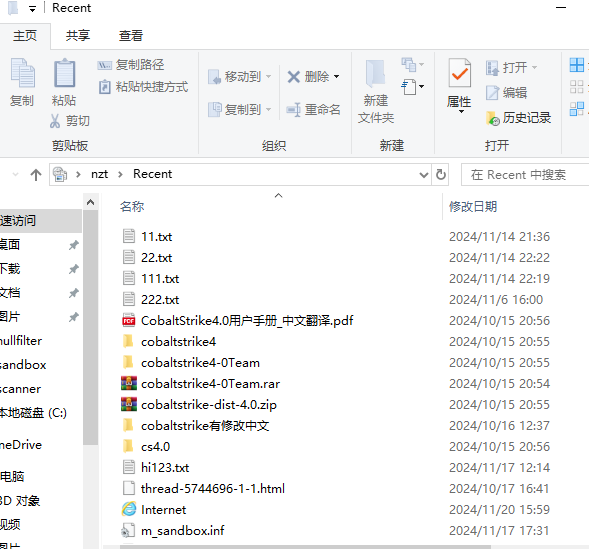 Recent
主页 共享 查看
复制 粘贴 复制路径 粘贴快捷方式 剪切
移动到 删除 复制到 重命名
新建文件夹
属性 打开 编辑 历史记录
剪贴板 组织 新建 打开
nzt Recent 在 Recent 中搜索
名称 修改日期
速访问
桌面
下载
文档
图片
nullfilter
sandbox
scanner
本地磁盘 (C:)
neDrive
电脑
3D 对象
视频
图片
11.txt 2024/11/14 21:36
22.txt 2024/11/14 22:22
111.txt 2024/11/14 22:19
222.txt 2024/11/6 16:00
CobaltStrike4.0用户手册_中文翻译.pdf 2024/10/15 20:56
cobaltstrike4 2024/10/15 20:55
cobaltstrike4-0Team 2024/10/15 20:55
cobaltstrike4-0Team.rar 2024/10/15 20:54
cobaltstrike-dist-4.0.zip 2024/10/15 20:55
cobaltstrike有修改中文 2024/10/16 12:37
cs4.0 2024/10/15 20:56
hi123.txt 2024/11/17 12:14
thread-5744696-1-1.html 2024/10/17 16:41
Internet 2024/11/20 15:59
m_sandbox.inf 2024/11/17 17:31